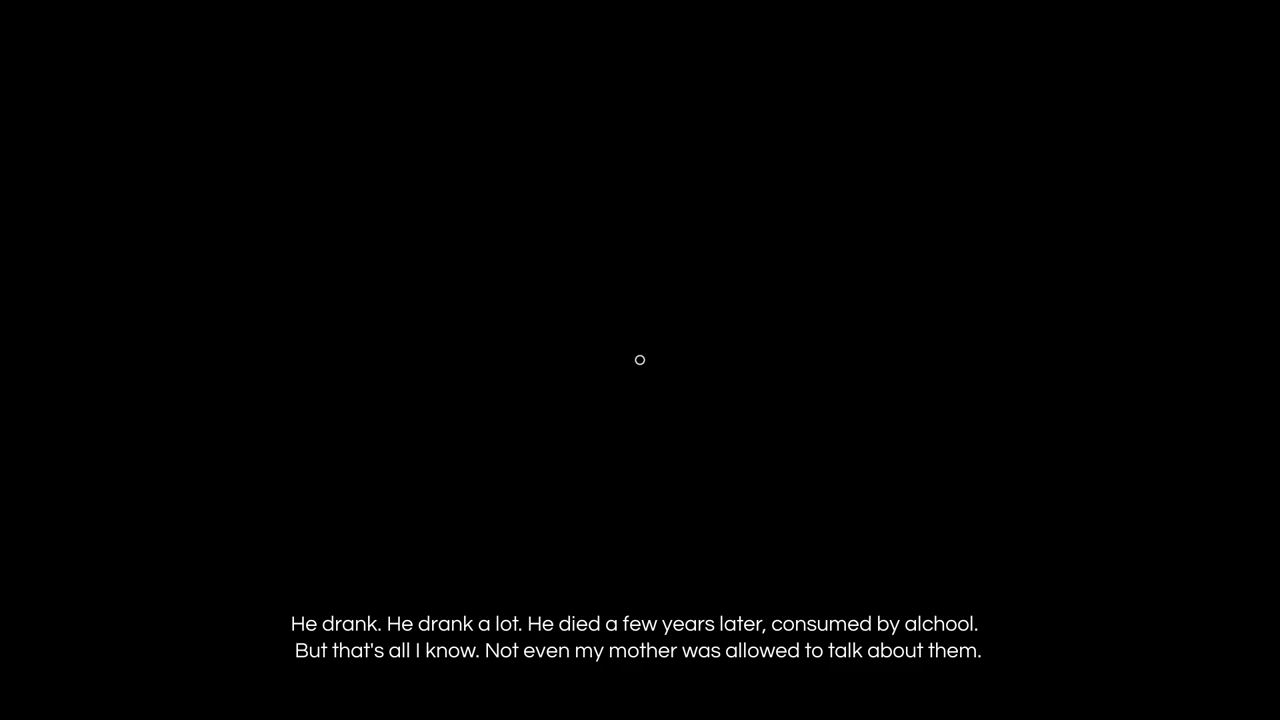 He drank. He drank a lot. He died a few years later, consumed by alchool.
But that's all I know. Not even my mother was allowed to talk about them.